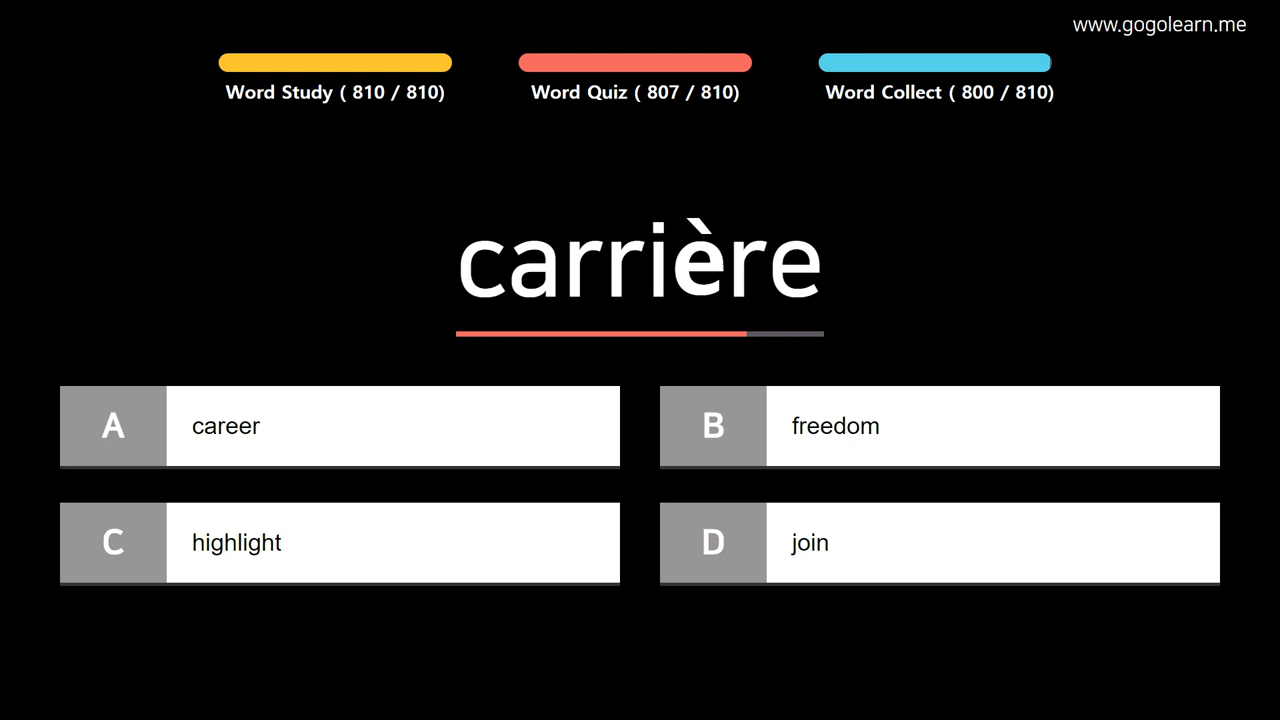 www.gogolearn.me
Word Study ( 810 / 810)
Word Quiz ( 807 / 810)
Word Collect ( 800 / 810)
carrière
A career
B freedom
C highlight
D join